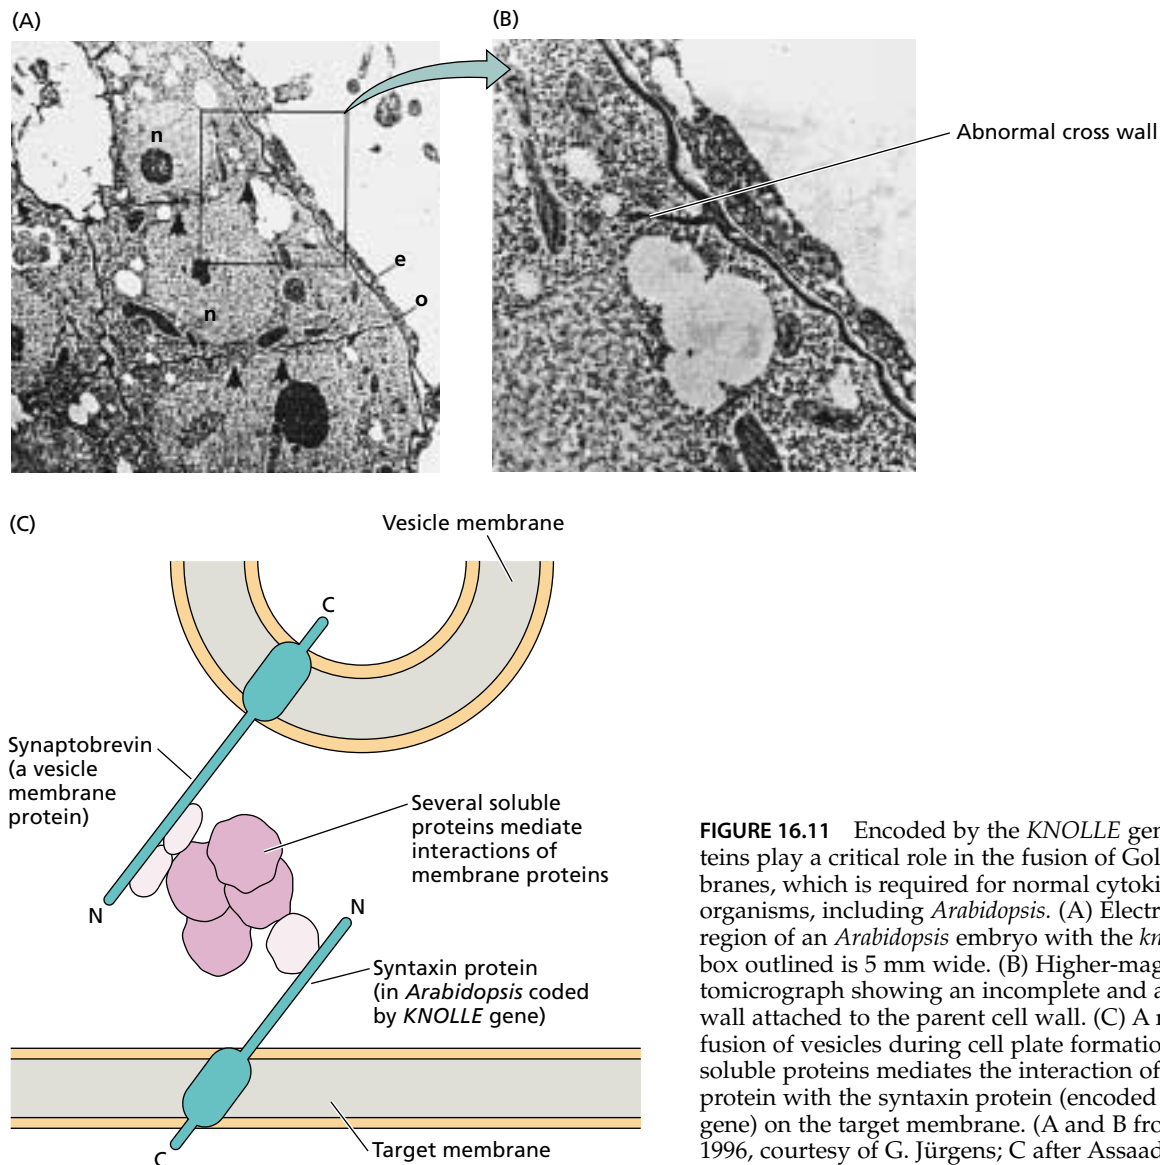 (A)
(B)
n
n
e
o
Abnormal cross wall
(C)
Vesicle membrane
C
Synaptobrevin
(a vesicle
membrane
protein)
Several soluble
proteins mediate
interactions of
membrane proteins
N
N
Syntaxin protein
(in Arabidopsis coded
by KNOLLE gene)
Target membrane
C
FIGURE 16.11 Encoded by the KNOLLE gen
teins play a critical role in the fusion of Gol
branes, which is required for normal cytoki
organisms, including Arabidopsis. (A) Electr
region of an Arabidopsis embryo with the kn
box outlined is 5 mm wide. (B) Higher-mag
tomicrograph showing an incomplete and a
wall attached to the parent cell wall. (C) A
fusion of vesicles during cell plate formatio
soluble proteins mediates the interaction of
protein with the syntaxin protein (encoded
gene) on the target membrane. (A and B fro
1996, courtesy of G. Jürgens; C after Assaad